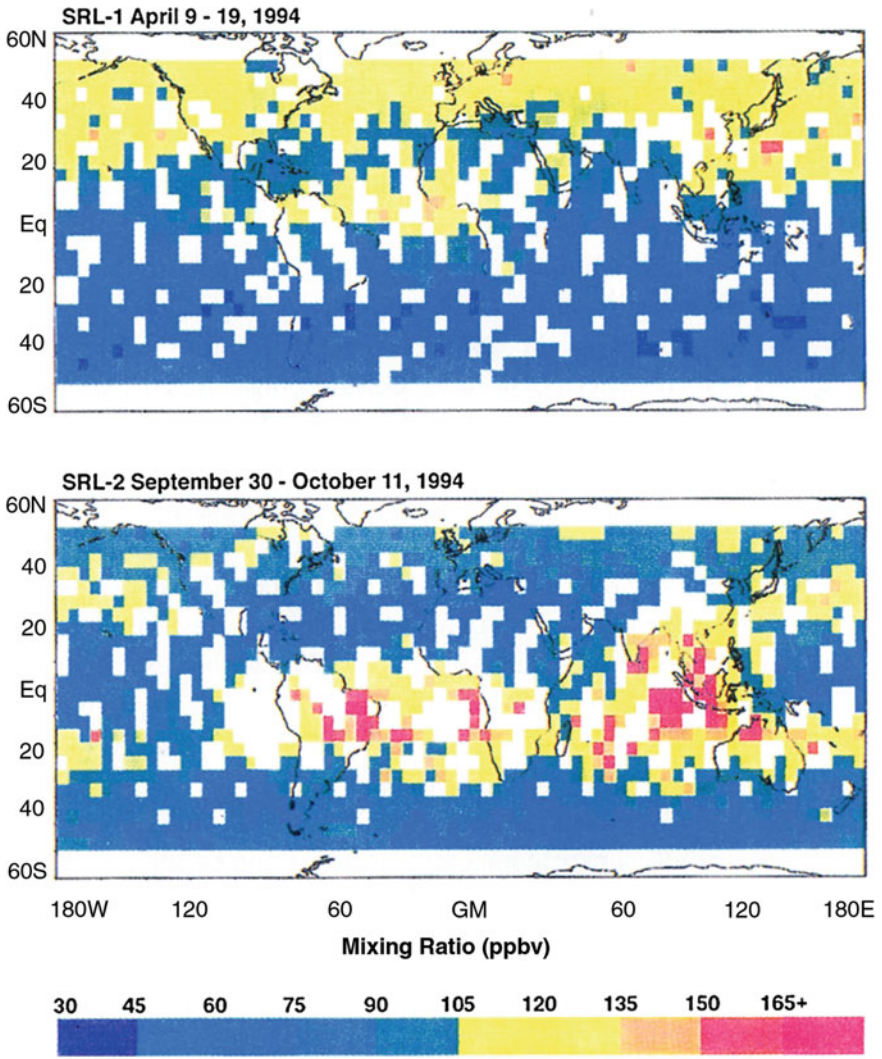 SRL-1 April 9 - 19, 1994
60N
40
20
Eq
20
40
60S
SRL-2 September 30 - October 11, 1994
60N
40
20
Eq
20
40
60S
180W 120 60 GM 60 120 180E
Mixing Ratio (ppbv)
30 45 60 75 90 105 120 135 150 165+